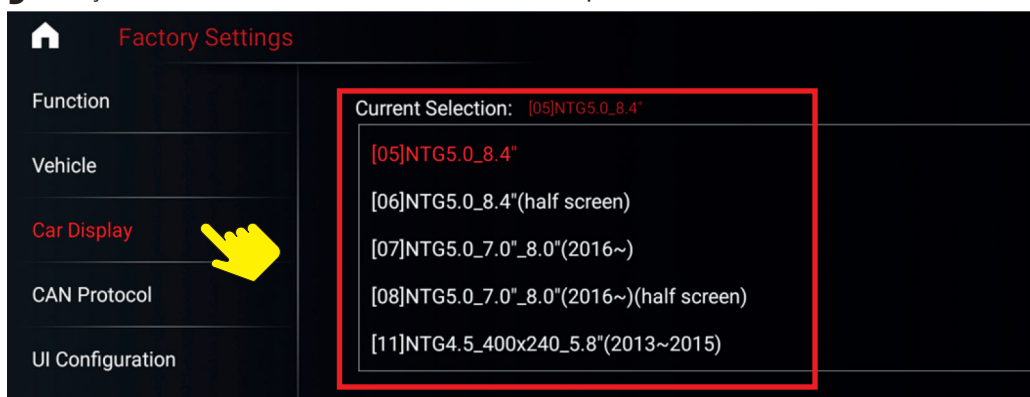 Factory Settings
Function
Vehicle
Car Display
CAN Protocol
UI Configuration
Current Selection: [05]NTG5.0_8.4"
[05]NTG5.0_8.4"
[06]NTG5.0_8.4"(half screen)
[07]NTG5.0_7.0"_8.0"(2016~)
[08]NTG5.0_7.0"_8.0"(2016~)(half screen)
[11]NTG4.5_400x240_5.8"(2013~2015)